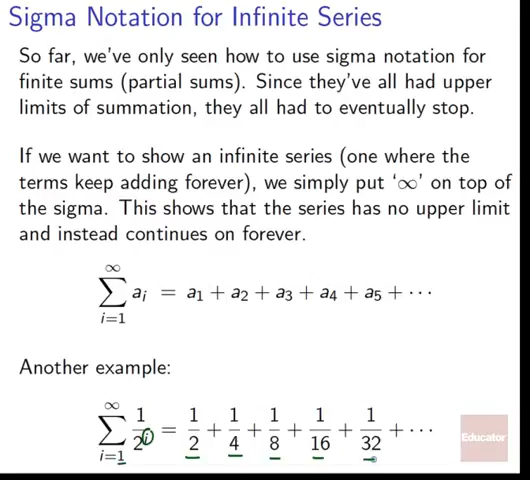 Sigma Notation for Infinite Series
So far, we've only seen how to use sigma notation for
finite sums (partial sums). Since they've all had upper
limits of summation, they all had to eventually stop.
If we want to show an infinite series (one where the
terms keep adding forever), we simply put '∞' on top of
the sigma. This shows that the series has no upper limit
and instead continues on forever.
∞
∑ aᵢ = a₁ + a₂ + a₃ + a₄ + a₅ + ···
i=1
Another example:
∞
∑ 1/2ⁱ = 1/2 + 1/4 + 1/8 + 1/16 + 1/32 + ···
i=1
Educator